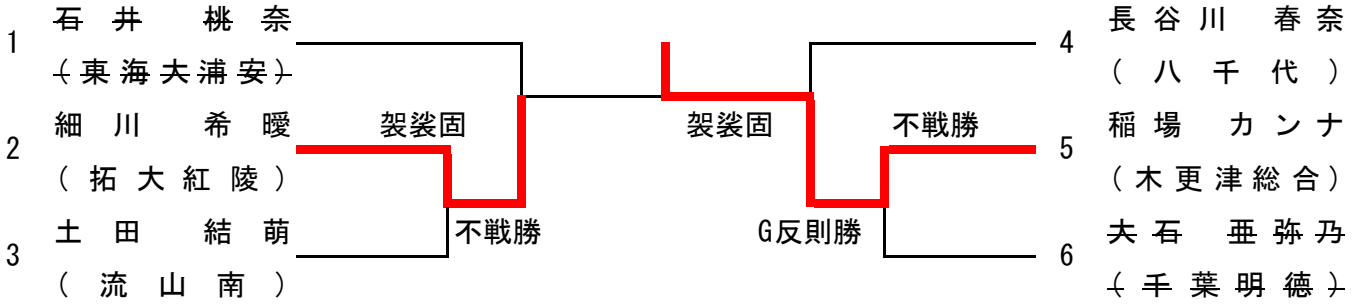 1
石井 桃奈
(東海大浦安)
2
細川 希曖
(拓大紅陵)
3
土田 結萌
(流山南)
袈裟固
不戦勝
袈裟固
不戦勝
G反則勝
4
長谷川 春奈
(八千代)
5
稲場 カンナ
(木更津総合)
6
大石 亜弥乃
(千葉明徳)